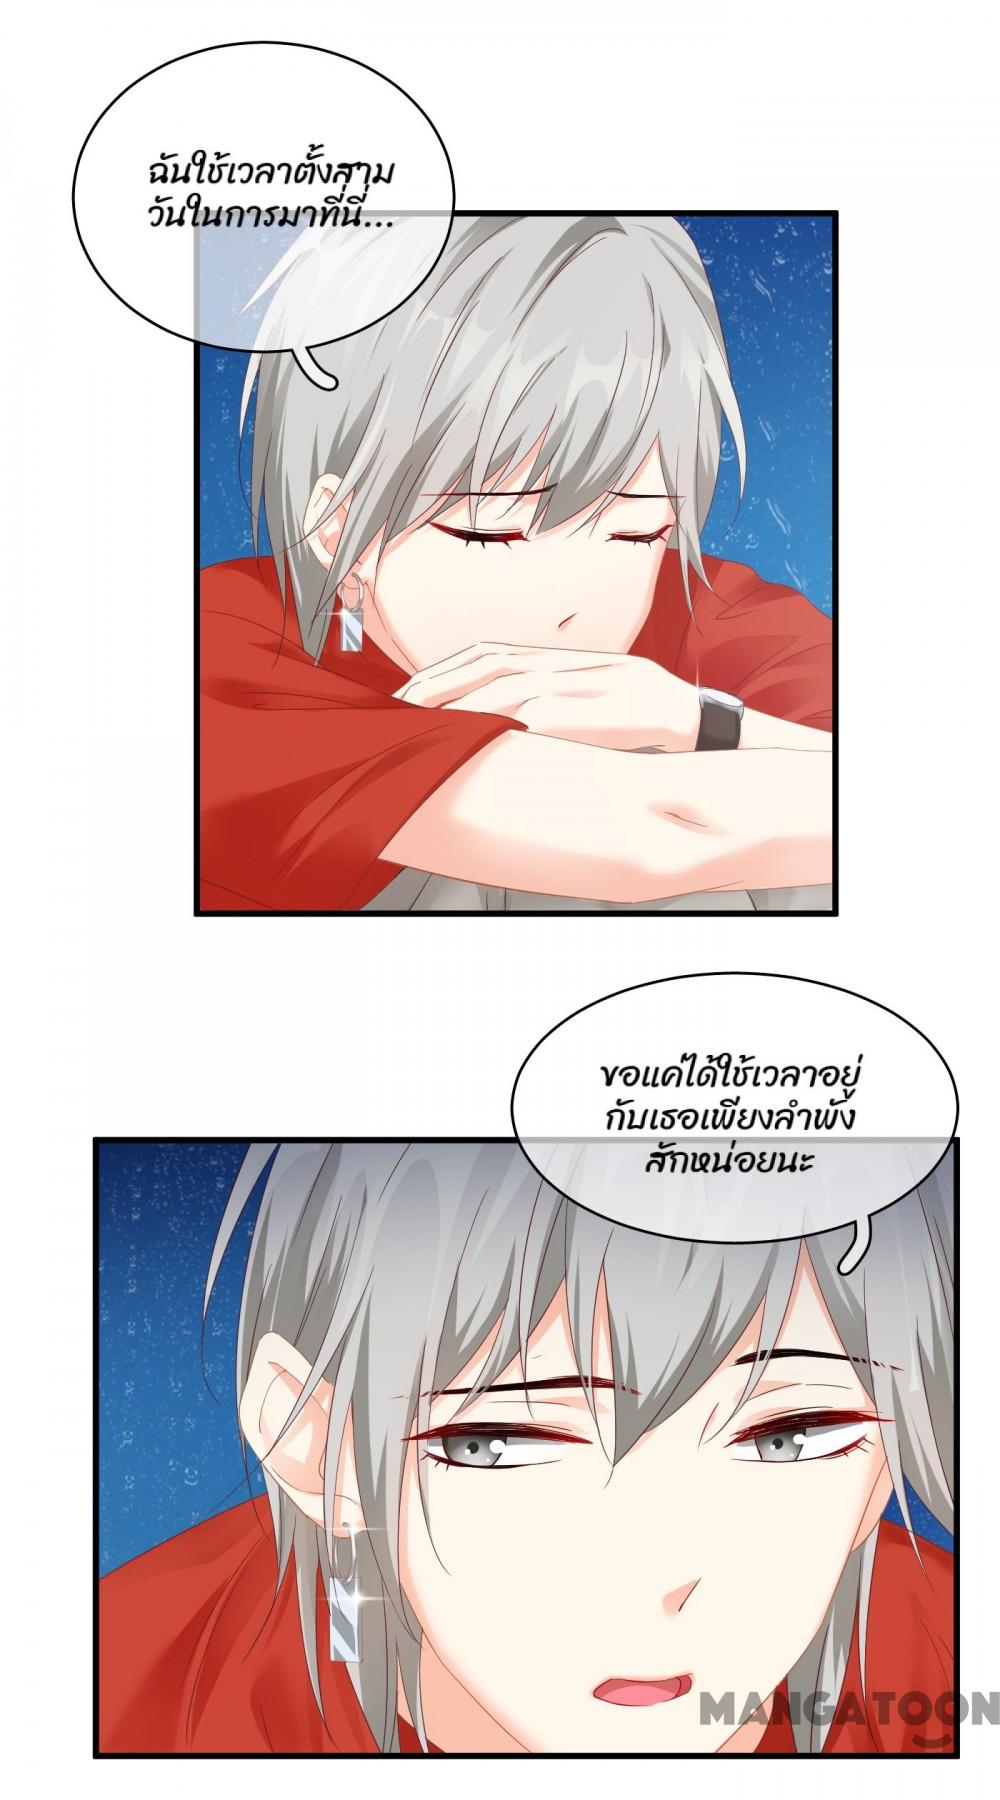 ฉันใช้เวลาตั้งสาม
วันในการมาที่นี่...
ขอแค่ได้ใช้เวลาอยู่
กับเธอเพียงลำพัง
สักหน่อยนะ
MANGATOON